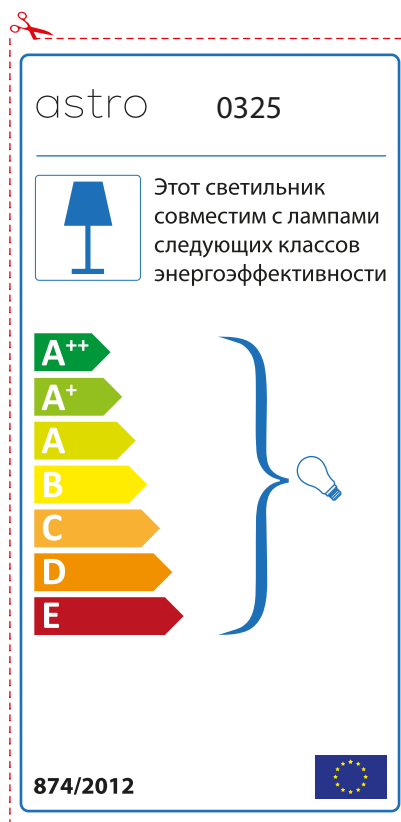 astro 0325
Этот светильник
совместим с лампами
следующих классов
энергоэффективности
A++
A+
A
B
C
D
E
874/2012